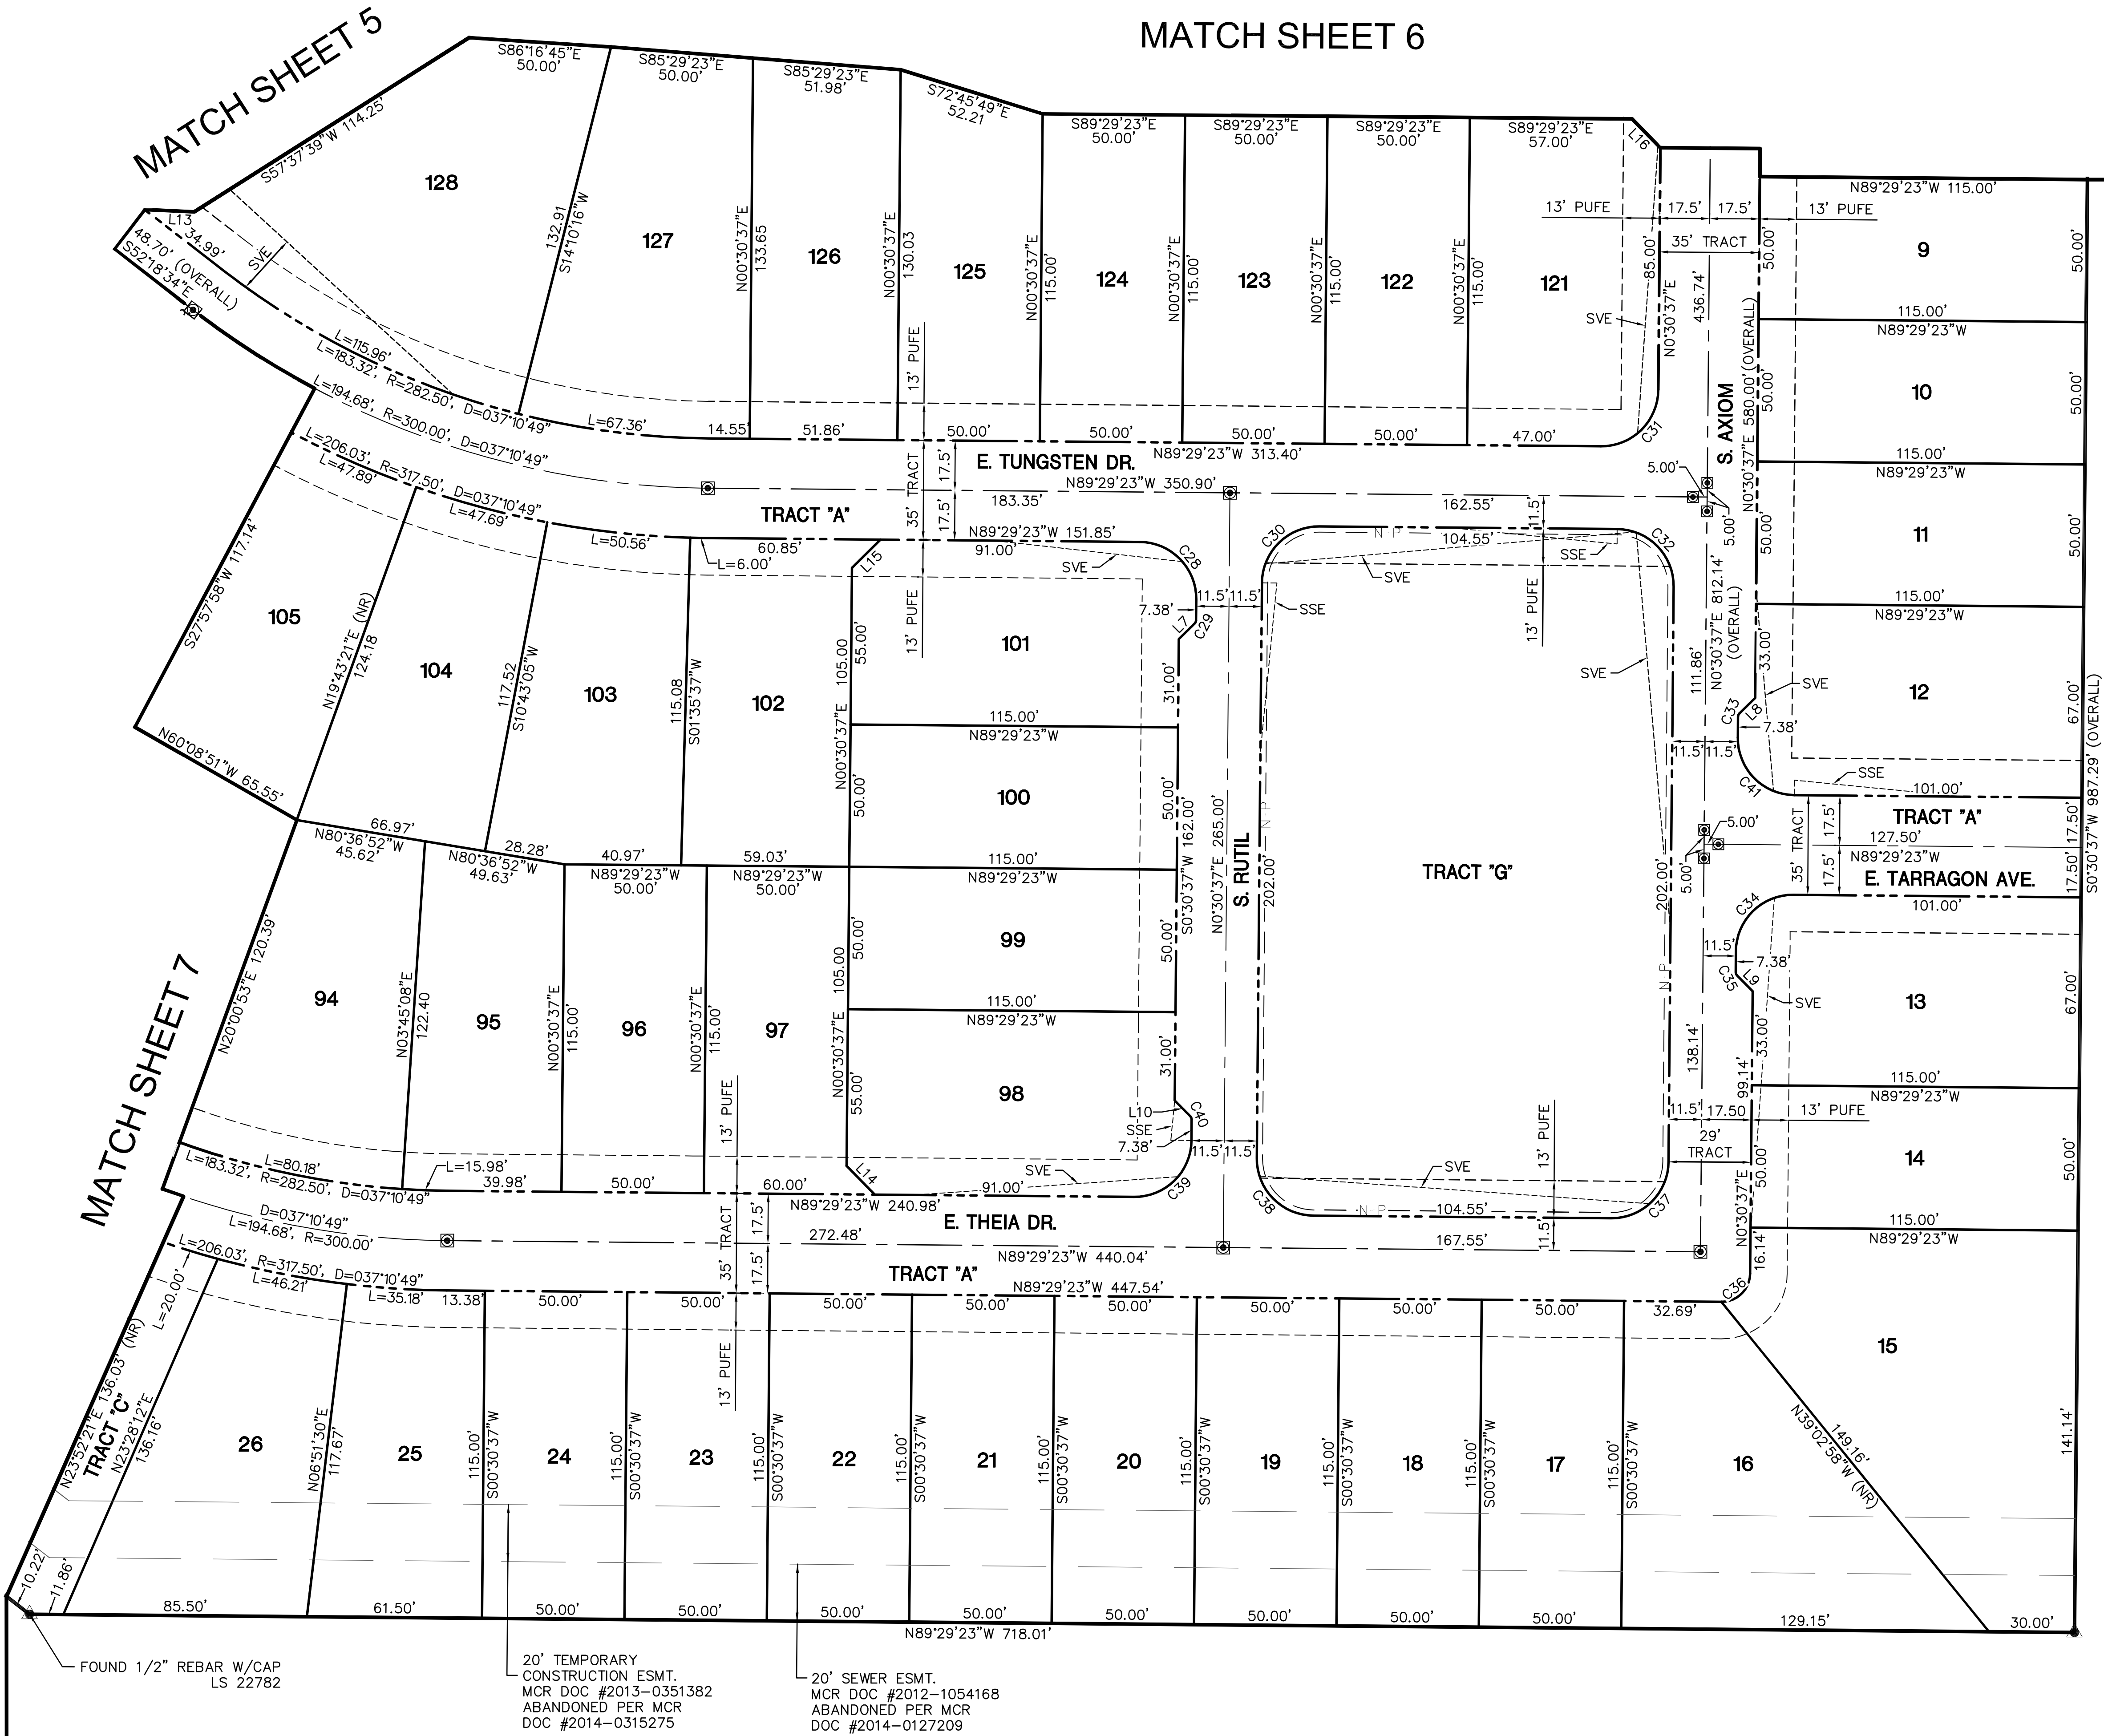 MATCH SHEET 5
MATCH SHEET 6
S86°16'45"E
50.00'
S85°29'23"E
50.00'
S85°29'23"E
51.98'
S72°45'49"E
52.21
S89°29'23"E
50.00'
S89°29'23"E
50.00'
S89°29'23"E
50.00'
S89°29'23"E
57.00'
L16
S57°37'39"W 114.25'
128
132.91
S14°10'16"W
127
N00°30'37"E
133.65
126
N00°30'37"E
130.03
125
N00°30'37"E
115.00'
124
N00°30'37"E
115.00'
123
N00°30'37"E
115.00'
122
N00°30'37"E
115.00'
121
SVE
85.00'
N0°30'37"E
13' PUFE
17.5'
17.5'
13' PUFE
35' TRACT
436.74'
S. AXIOM
N0°30'37"E 580.00' (OVERALL)
N89°29'23"W 115.00'
50.00'
9
50.00'
115.00'
N89°29'23"W
50.00'
10
50.00'
115.00'
N89°29'23"W
50.00'
11
50.00'
115.00'
N89°29'23"W
33.00'
12
67.00'
SVE
C33
L8
7.38'
L13
34.99'
SVE
48.70' (OVERALL)
S52°18'34"E
L=115.96'
L=183.32', R=282.50', D=037°10'49"
L=67.36'
L=194.68', R=300.00', D=037°10'49"
L=206.03', R=317.50', D=037°10'49"
L=47.89'
L=47.69'
L=50.56'
L=6.00'
14.55'
51.86'
50.00'
50.00'
50.00'
50.00'
47.00'
C31
N89°29'23"W 313.40'
13' PUFE
35' TRACT
17.5'
17.5'
13' PUFE
E. TUNGSTEN DR.
N89°29'23"W 350.90'
183.35'
162.55'
TRACT "A"
N89°29'23"W 151.85'
60.85'
91.00'
L15
SVE
C28
C30
11.5'
5.00'
5.00'
N P
104.55'
SSE
SVE
C32
13' PUFE
SSE
11.5'
11.5'
7.38'
L7
C29
S27°57'58"W 117.14'
105
N19°43'21"E (NR)
124.18
104
117.52
S10°43'05"W
103
115.08
S01°35'37"W
102
N00°30'37"E
105.00
55.00'
101
31.00'
115.00'
N89°29'23"W
50.00'
100
50.00'
115.00'
N89°29'23"W
N60°08'51"W 65.55'
66.97'
N80°36'52"W
45.62'
28.28'
N80°36'52"W
49.63'
40.97'
N89°29'23"W
50.00'
59.03'
N89°29'23"W
50.00'
S0°30'37"W 162.00'
N0°30'37"E 265.00'
S. RUTIL
202.00'
N P
TRACT "G"
SVE
202.00'
N P
111.86'
N0°30'37"E 812.14'
(OVERALL)
11.5'
11.5'
C41
SSE
101.00'
TRACT "A"
35' TRACT
17.5'
17.5'
5.00'
5.00'
127.50'
N89°29'23"W
17.50'
17.50'
S0°30'37"W 987.29' (OVERALL)
E. TARRAGON AVE.
101.00'
C34
11.5'
7.38'
C35
L9
SVE
13
67.00'
33.00'
99.14'
138.14'
115.00'
N89°29'23"W
11.5'
17.50
13' PUFE
29'
TRACT
50.00'
14
50.00'
115.00'
N89°29'23"W
N0°30'37"E
16.14'
C36
MATCH SHEET 7
N20°00'53"E 120.39'
94
N03°45'08"E
122.40
95
N00°30'37"E
115.00'
96
N00°30'37"E
115.00'
97
N00°30'37"E
105.00
50.00'
55.00'
99
50.00'
115.00'
N89°29'23"W
98
31.00'
L10
SSE
7.38'
C40
11.5'
11.5'
L=80.18'
L=183.32', R=282.50', D=037°10'49"
L=15.98'
39.98'
50.00'
13' PUFE
60.00'
L14
SVE
91.00'
C39
N89°29'23"W 240.98'
C38
SVE
13' PUFE
N P
104.55'
C37
11.5'
D=037°10'49"
L=194.68', R=300.00'
E. THEIA DR.
272.48'
N89°29'23"W 440.04'
167.55'
35' TRACT
17.5'
17.5'
L=206.03', R=317.50', D=037°10'49"
L=20.00'
L=46.21'
L=35.18'
13.38'
50.00'
50.00'
50.00'
50.00'
50.00'
50.00'
50.00'
50.00'
32.69'
TRACT "A"
N89°29'23"W 447.54'
13' PUFE
N23°52'21"E 136.03' (NR)
TRACT "C"
N23°28'12"E
136.16'
26
N06°51'30"E
117.67'
25
115.00'
S00°30'37"W
24
115.00'
S00°30'37"W
23
115.00'
S00°30'37"W
22
115.00'
S00°30'37"W
21
115.00'
S00°30'37"W
20
115.00'
S00°30'37"W
19
115.00'
S00°30'37"W
18
115.00'
S00°30'37"W
17
115.00'
S00°30'37"W
16
149.16'
N39°02'58"W (NR)
15
141.14'
10.22'
11.86'
85.50'
61.50'
50.00'
50.00'
50.00'
50.00'
50.00'
50.00'
50.00'
50.00'
129.15'
30.00'
N89°29'23"W 718.01'
FOUND 1/2" REBAR W/CAP
LS 22782
20' TEMPORARY
CONSTRUCTION ESMT.
MCR DOC #2013-0351382
ABANDONED PER MCR
DOC #2014-0315275
20' SEWER ESMT.
MCR DOC #2012-1054168
ABANDONED PER MCR
DOC #2014-0127209